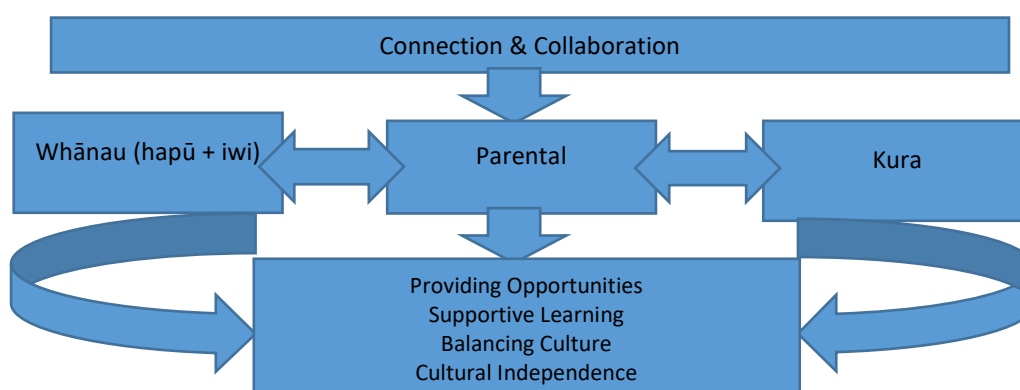 Connection & Collaboration
Whānau (hapū + iwi)
Parental
Kura
Providing Opportunities
Supportive Learning
Balancing Culture
Cultural Independence